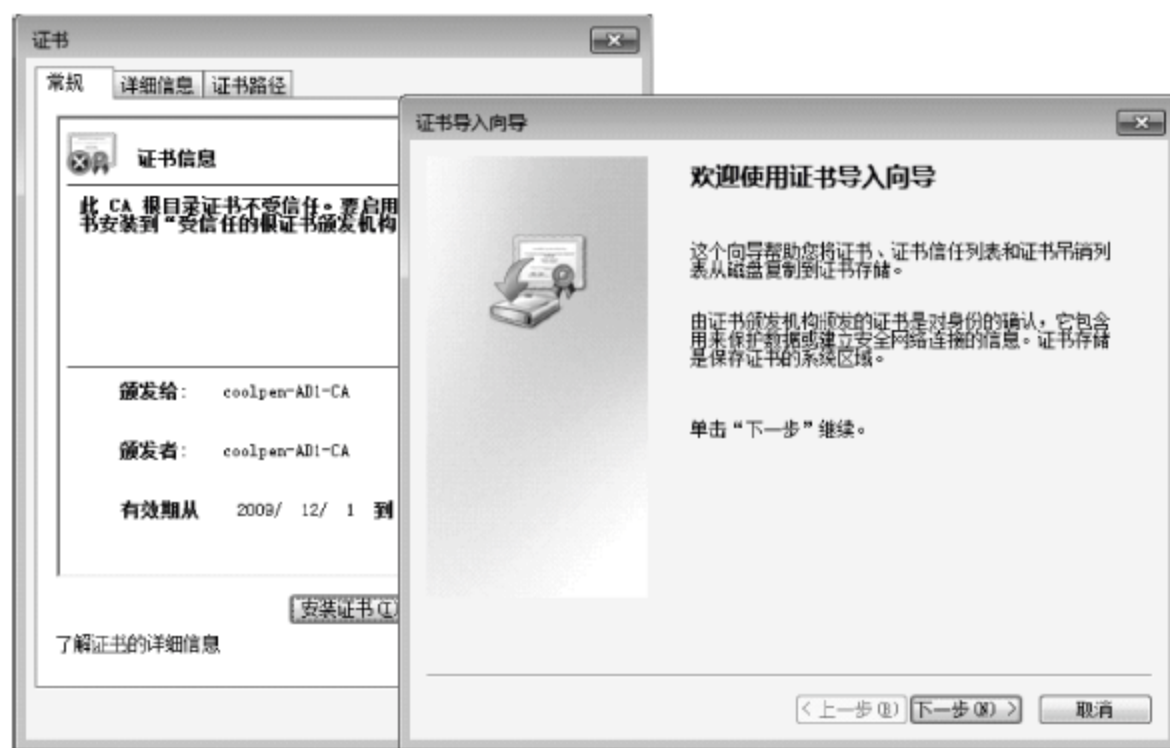 证书
常规 详细信息 证书路径
证书信息
此 CA 根目录证书不受信任。要启用
书安装到“受信任的根证书颁发机构
颁发给: coolpen-AD1-CA
颁发者: coolpen-AD1-CA
有效期从 2009/ 12/ 1 到
安装证书(I)
了解证书的详细信息
证书导入向导
欢迎使用证书导入向导
这个向导帮助您将证书、证书信任列表和证书吊销列
表从磁盘复制到证书存储。
由证书颁发机构颁发的证书是对身份的确认，它包含
用来保护数据或建立安全网络连接的信息。证书存储
是保存证书的系统区域。
单击“下一步”继续。
< 上一步(B) 下一步(N) > 取消